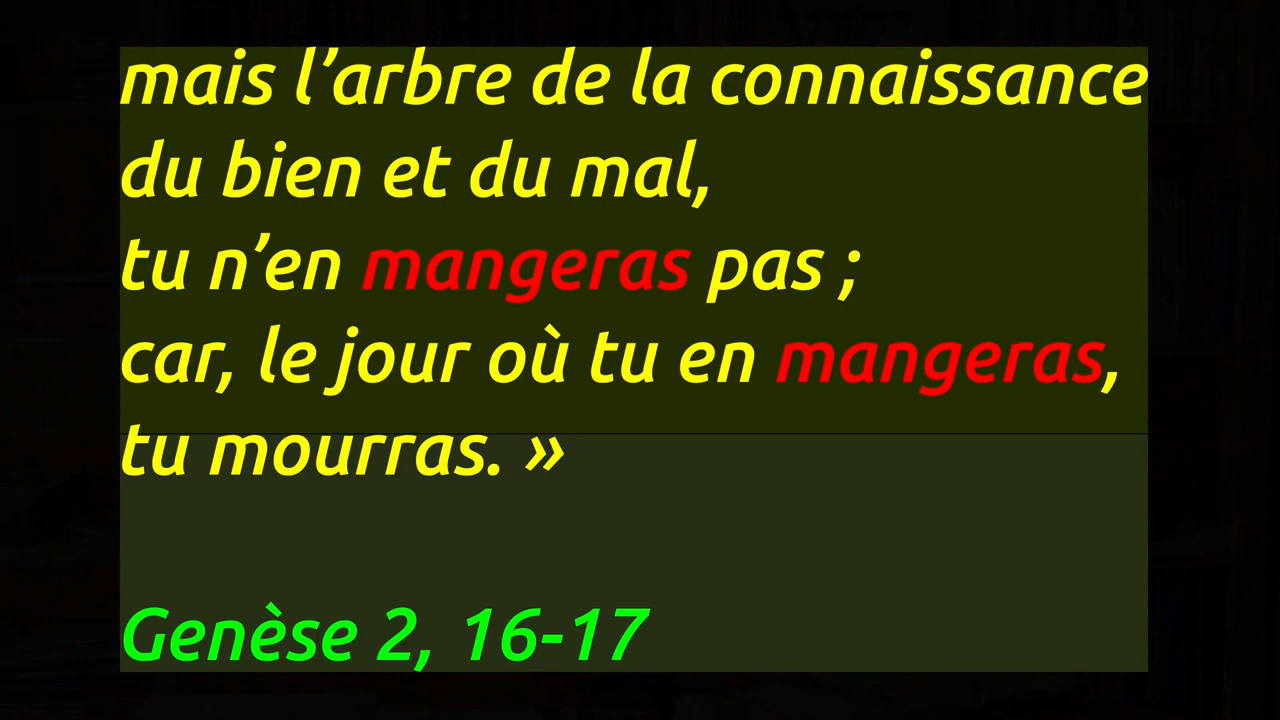 mais l’arbre de la connaissance
du bien et du mal,
tu n’en mangeras pas ;
car, le jour où tu en mangeras,
tu mourras. »
Genèse 2, 16-17